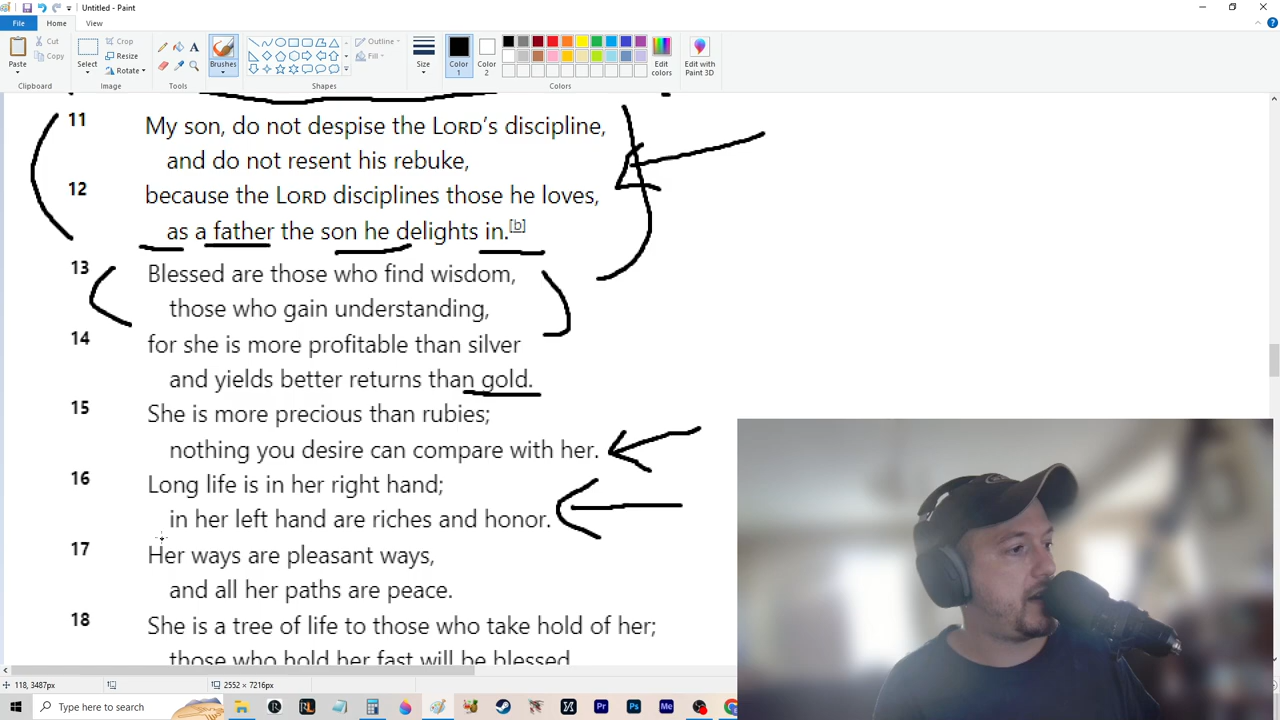 Untitled - Paint
File
Home
View
Paste
Cut
Copy
Clipboard
Select
Crop
Resize
Rotate
Image
Tools
Brushes
Outline
Fill
Shapes
Size
Color 1
Color 2
Edit colors
Colors
Edit with Paint 3D
11 My son, do not despise the LORD's discipline,
and do not resent his rebuke,
12 because the LORD disciplines those he loves,
as a father the son he delights in.[b]
13 Blessed are those who find wisdom,
those who gain understanding,
14 for she is more profitable than silver
and yields better returns than gold.
15 She is more precious than rubies;
nothing you desire can compare with her.
16 Long life is in her right hand;
in her left hand are riches and honor.
17 Her ways are pleasant ways,
and all her paths are peace.
18 She is a tree of life to those who take hold of her;
those who hold her fast will be blessed
118, 3487px
2552 × 7216px
Type here to search